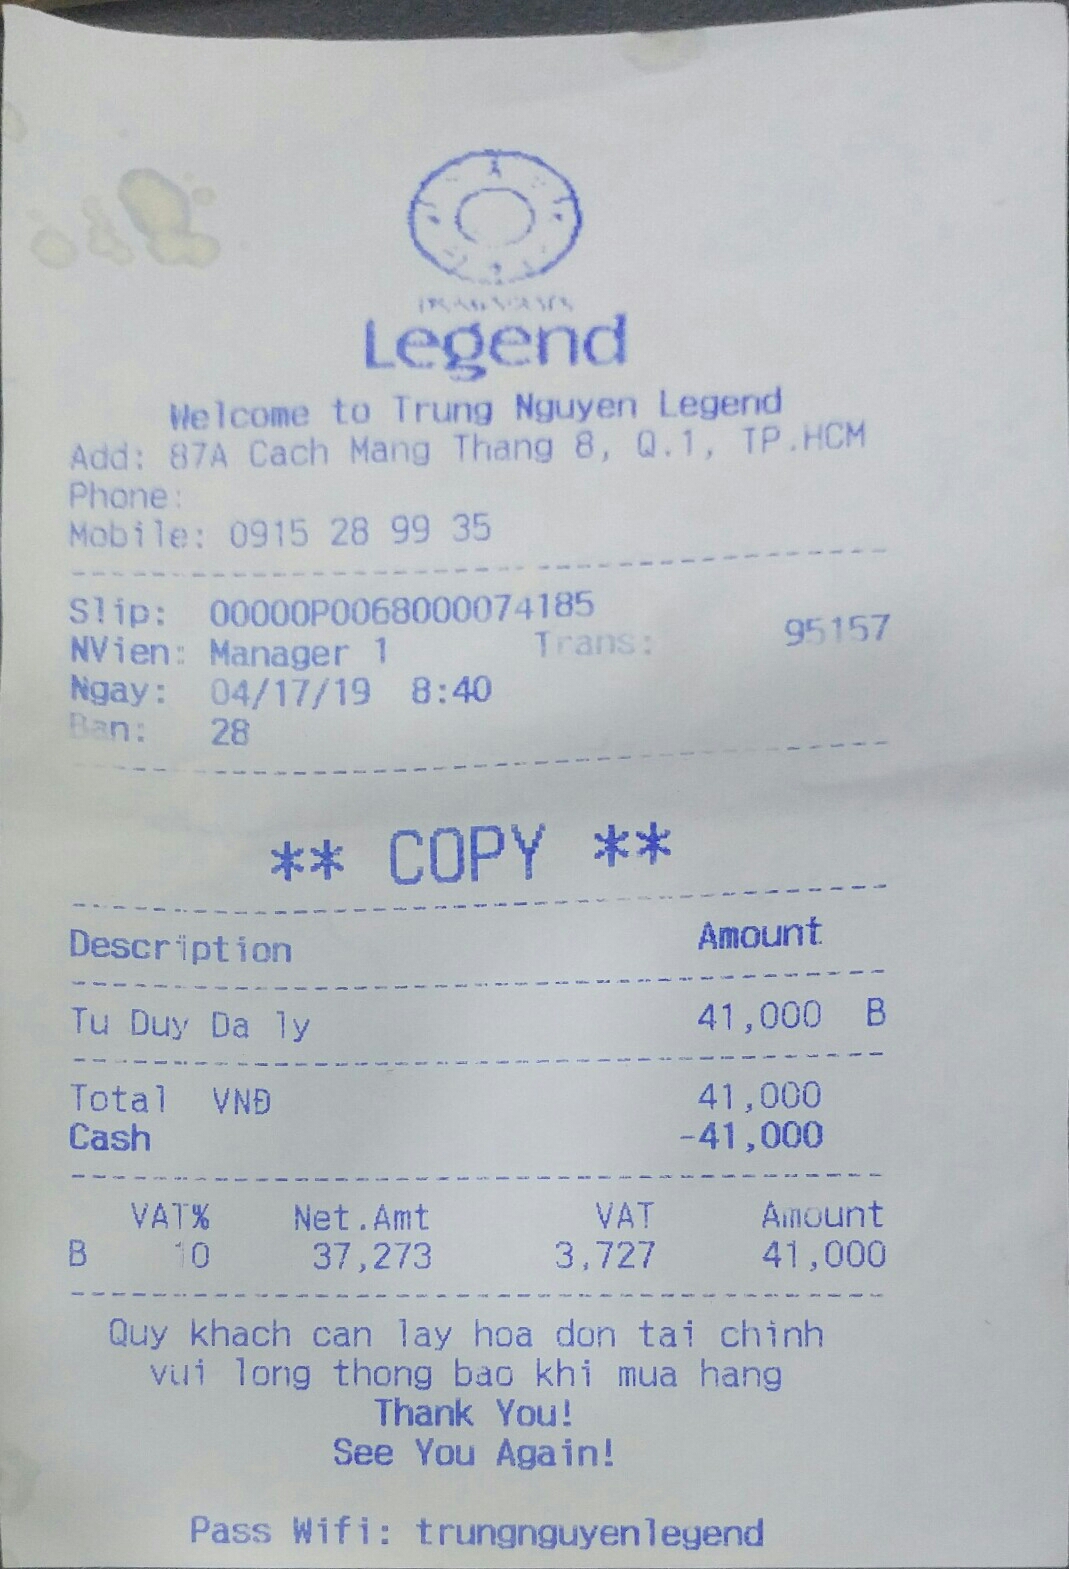 Legend
Welcome to Trung Nguyen Legend
Add: 87A Cach Mang Thang 8, Q.1, TP.HCM
Phone:
Mobile: 0915 28 99 35
Slip: 00000P0068000074185
NVien: Manager 1 Trans: 95157
Ngay: 04/17/19 8:40
Ban: 28
** COPY **
Description Amount
Tu Duy Da ly 41,000 B
Total VNĐ 41,000
Cash -41,000
VAT% Net.Amt VAT Amount
B 10 37,273 3,727 41,000
Quy khach can lay hoa don tai chinh
vui long thong bao khi mua hang
Thank You!
See You Again!
Pass Wifi: trungnguyenlegend